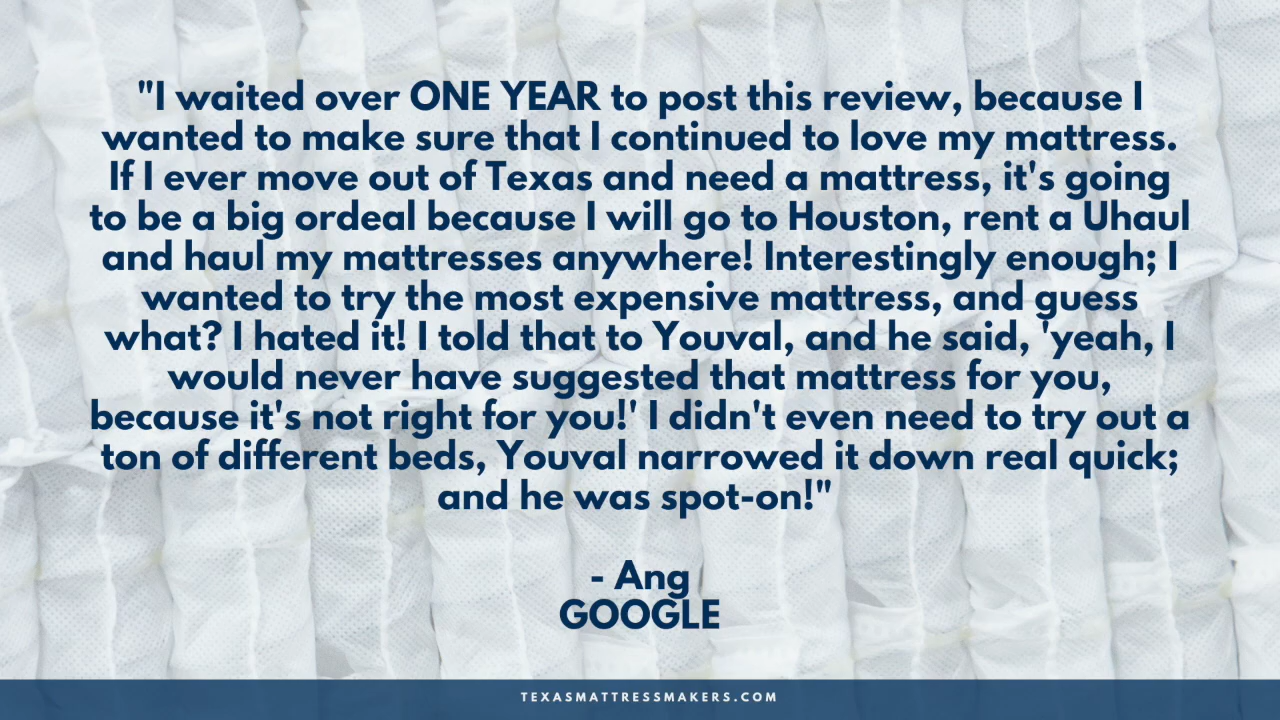 "I waited over ONE YEAR to post this review, because I
wanted to make sure that I continued to love my mattress.
If I ever move out of Texas and need a mattress, it's going
to be a big ordeal because I will go to Houston, rent a Uhaul
and haul my mattresses anywhere! Interestingly enough; I
wanted to try the most expensive mattress, and guess
what? I hated it! I told that to Youval, and he said, 'yeah, I
would never have suggested that mattress for you,
because it's not right for you!' I didn't even need to try out a
ton of different beds, Youval narrowed it down real quick;
and he was spot-on!"
- Ang
GOOGLE
TEXASMATTRESSMAKERS.COM